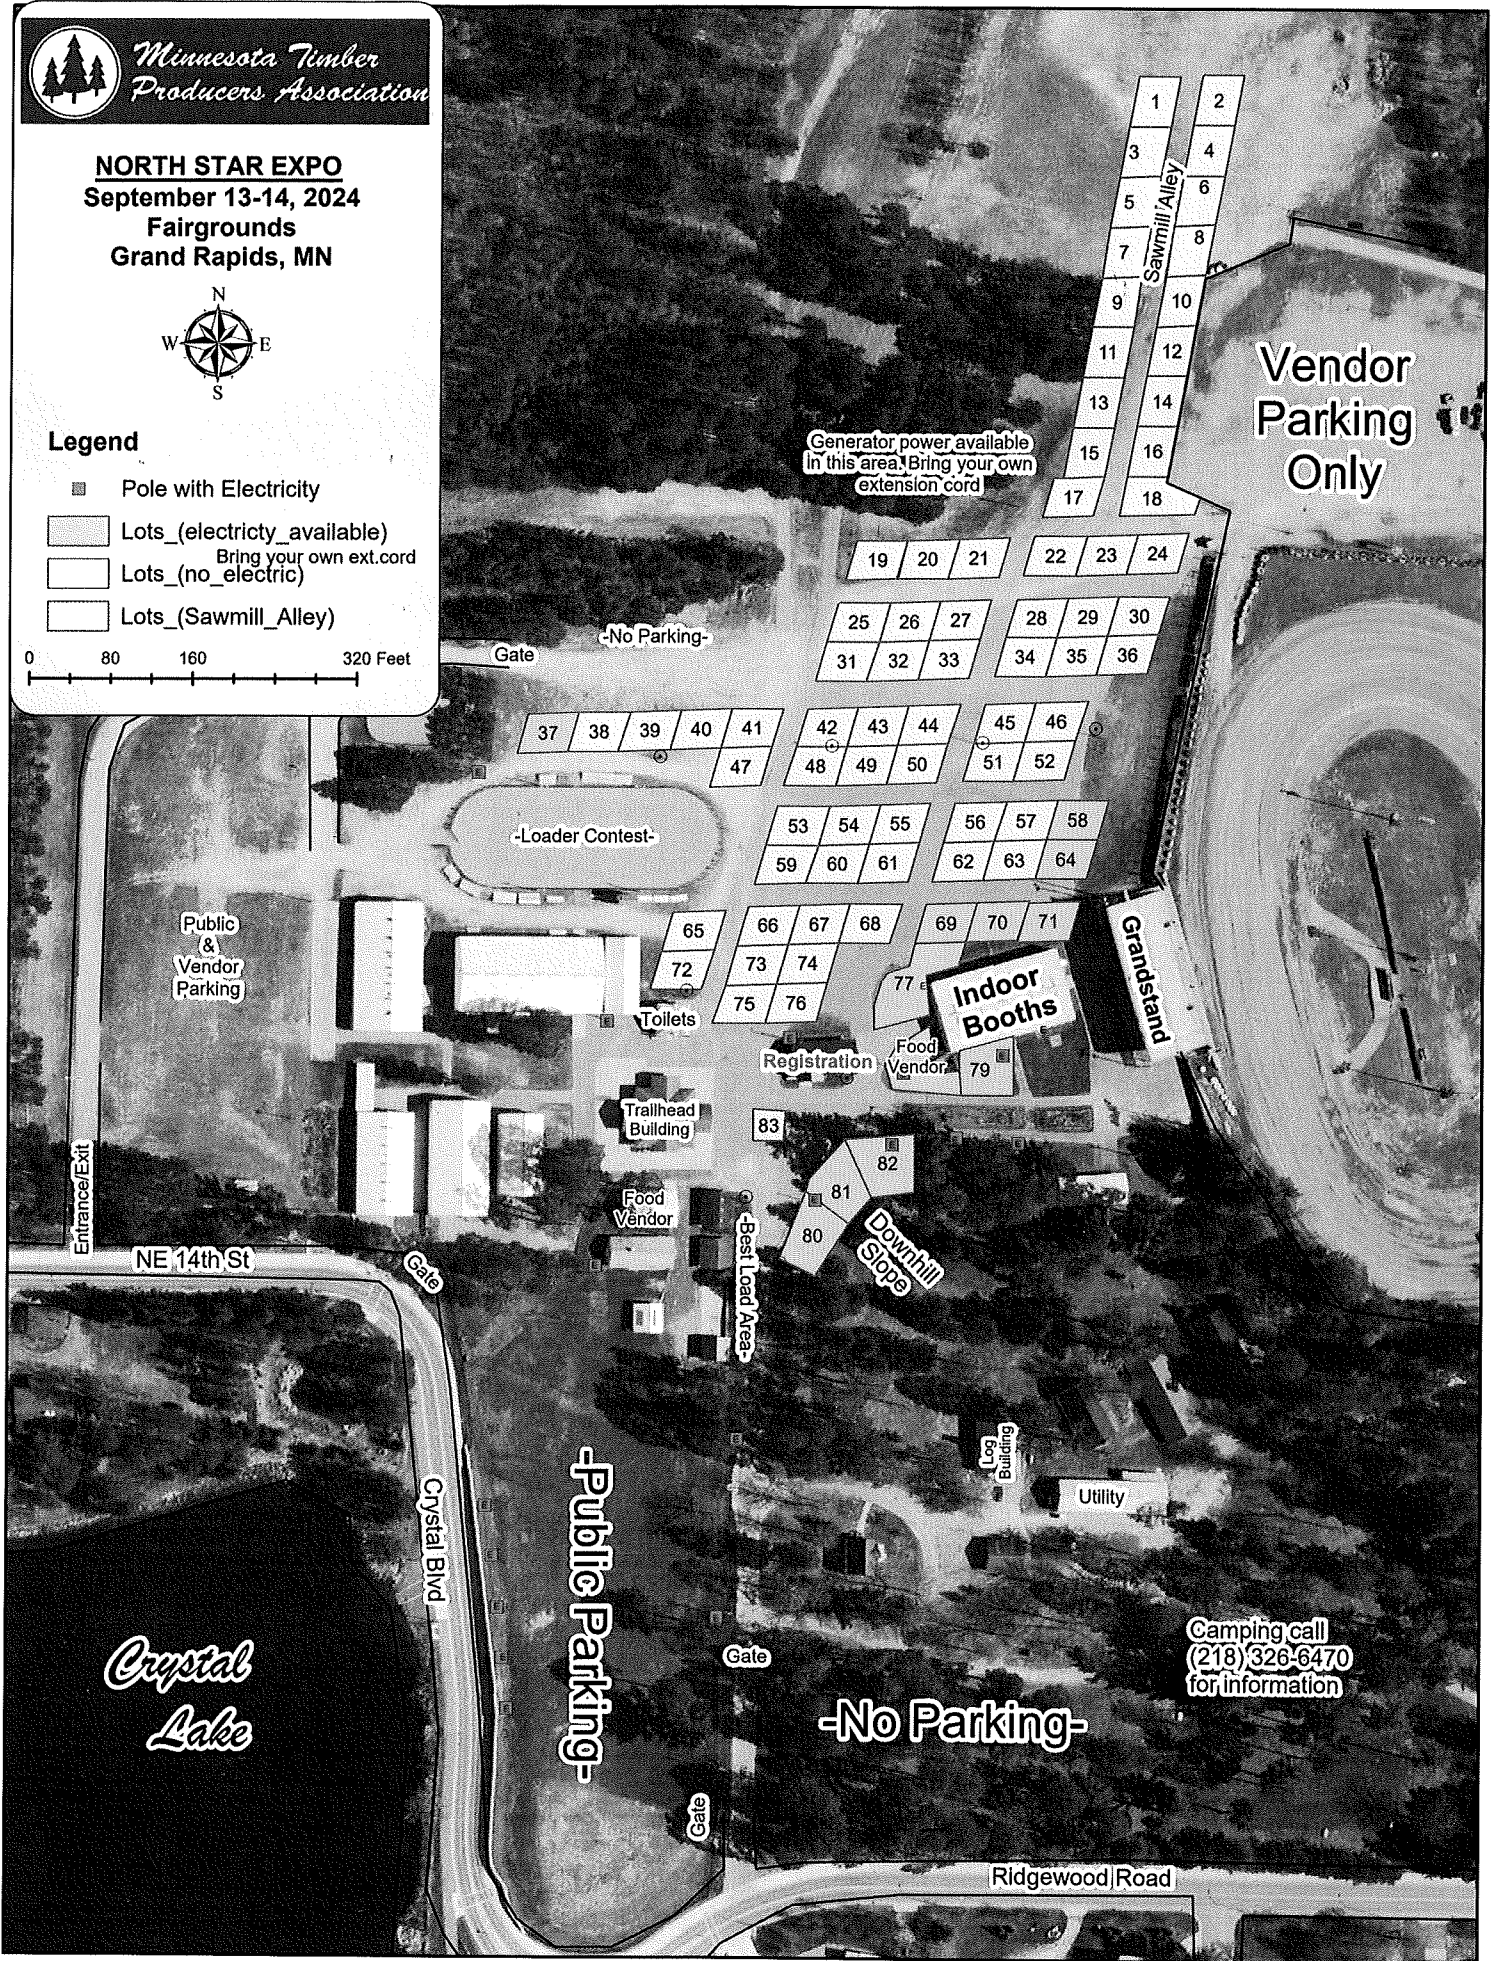 Minnesota Timber
Producers Association
NORTH STAR EXPO
September 13-14, 2024
Fairgrounds
Grand Rapids, MN
N
W E
S
Legend
Pole with Electricity
Lots_(electricty_available)
Bring your own ext.cord
Lots_(no_electric)
Lots_(Sawmill_Alley)
0 80 160 320 Feet
1 2
3 4
5 6
7 8
Sawmill Alley
9 10
11 12
13 14
15 16
17 18
Vendor
Parking
Only
Generator power available
in this area. Bring your own
extension cord
19 20 21 22 23 24
25 26 27 28 29 30
31 32 33 34 35 36
-No Parking-
Gate
37 38 39 40 41 42 43 44 45 46
47 48 49 50 51 52
-Loader Contest-
53 54 55 56 57 58
59 60 61 62 63 64
65 66 67 68 69 70 71
72 73 74 77
75 76
Public
&
Vendor
Parking
Indoor
Booths
Grandstand
Toilets
Registration
Food
Vendor
79
Trailhead
Building
83
82
81
80
Downhill
Slope
Food
Vendor
-Best Load Area-
Entrance/Exit
NE 14th St
Gate
Crystal Blvd
-Public Parking-
Log
Building
Utility
Crystal
Lake
Gate
Camping call
(218) 326-6470
for information
-No Parking-
Gate
Ridgewood Road